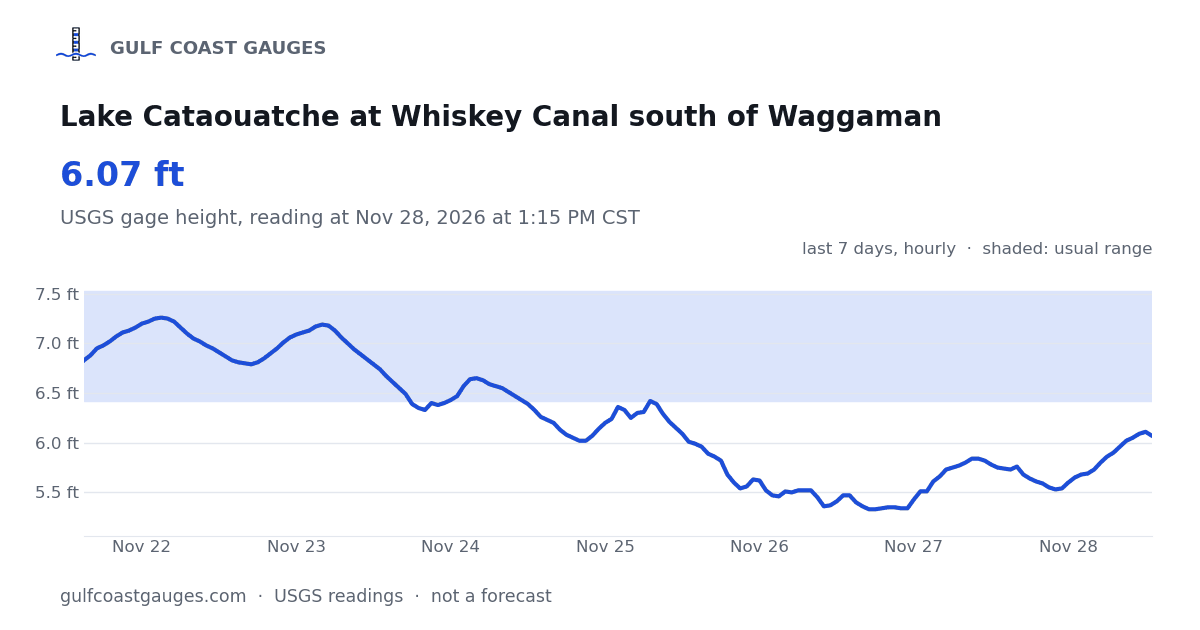 GULF COAST GAUGES
Lake Cataouatche at Whiskey Canal south of Waggaman
6.07 ft
USGS gage height, reading at Nov 28, 2026 at 1:15 PM CST
last 7 days, hourly · shaded: usual range
7.5 ft
7.0 ft
6.5 ft
6.0 ft
5.5 ft
Nov 22 Nov 23 Nov 24 Nov 25 Nov 26 Nov 27 Nov 28
gulfcoastgauges.com · USGS readings · not a forecast